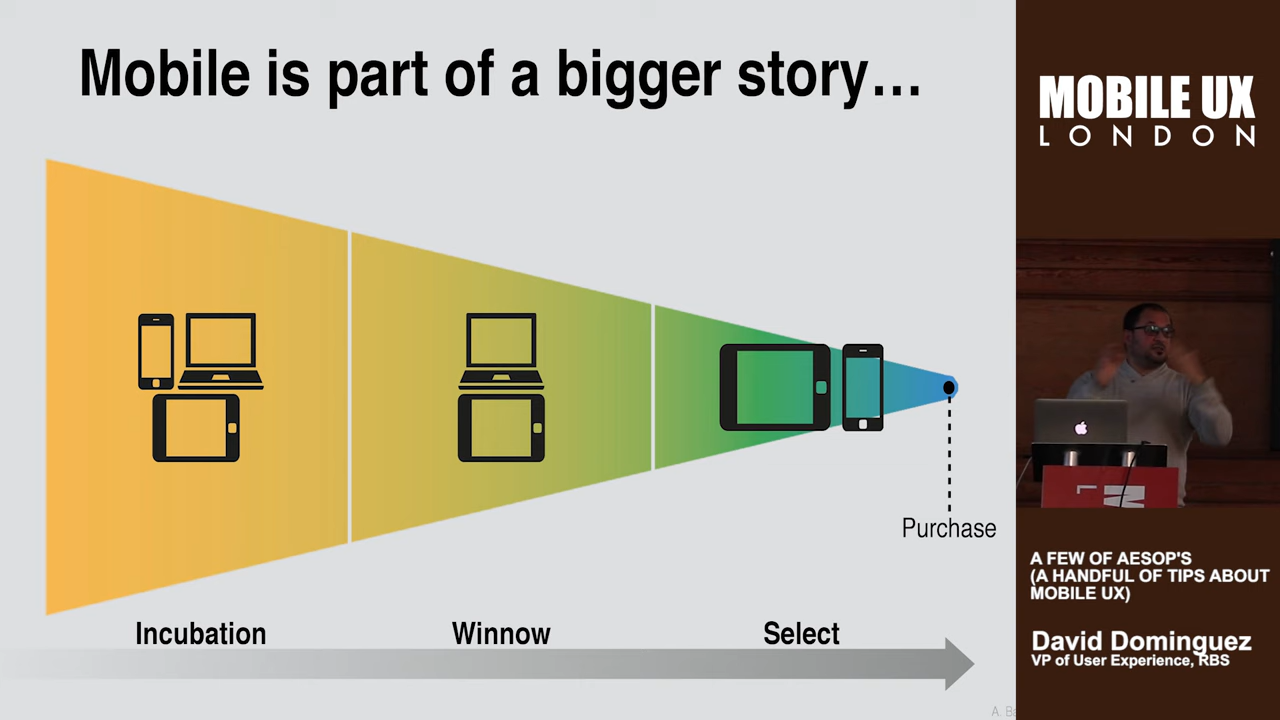 Mobile is part of a bigger story…
Purchase
Incubation
Winnow
Select
MOBILE UX
LONDON
A FEW OF AESOP'S
(A HANDFUL OF TIPS ABOUT
MOBILE UX)
David Dominguez
VP of User Experience, RBS